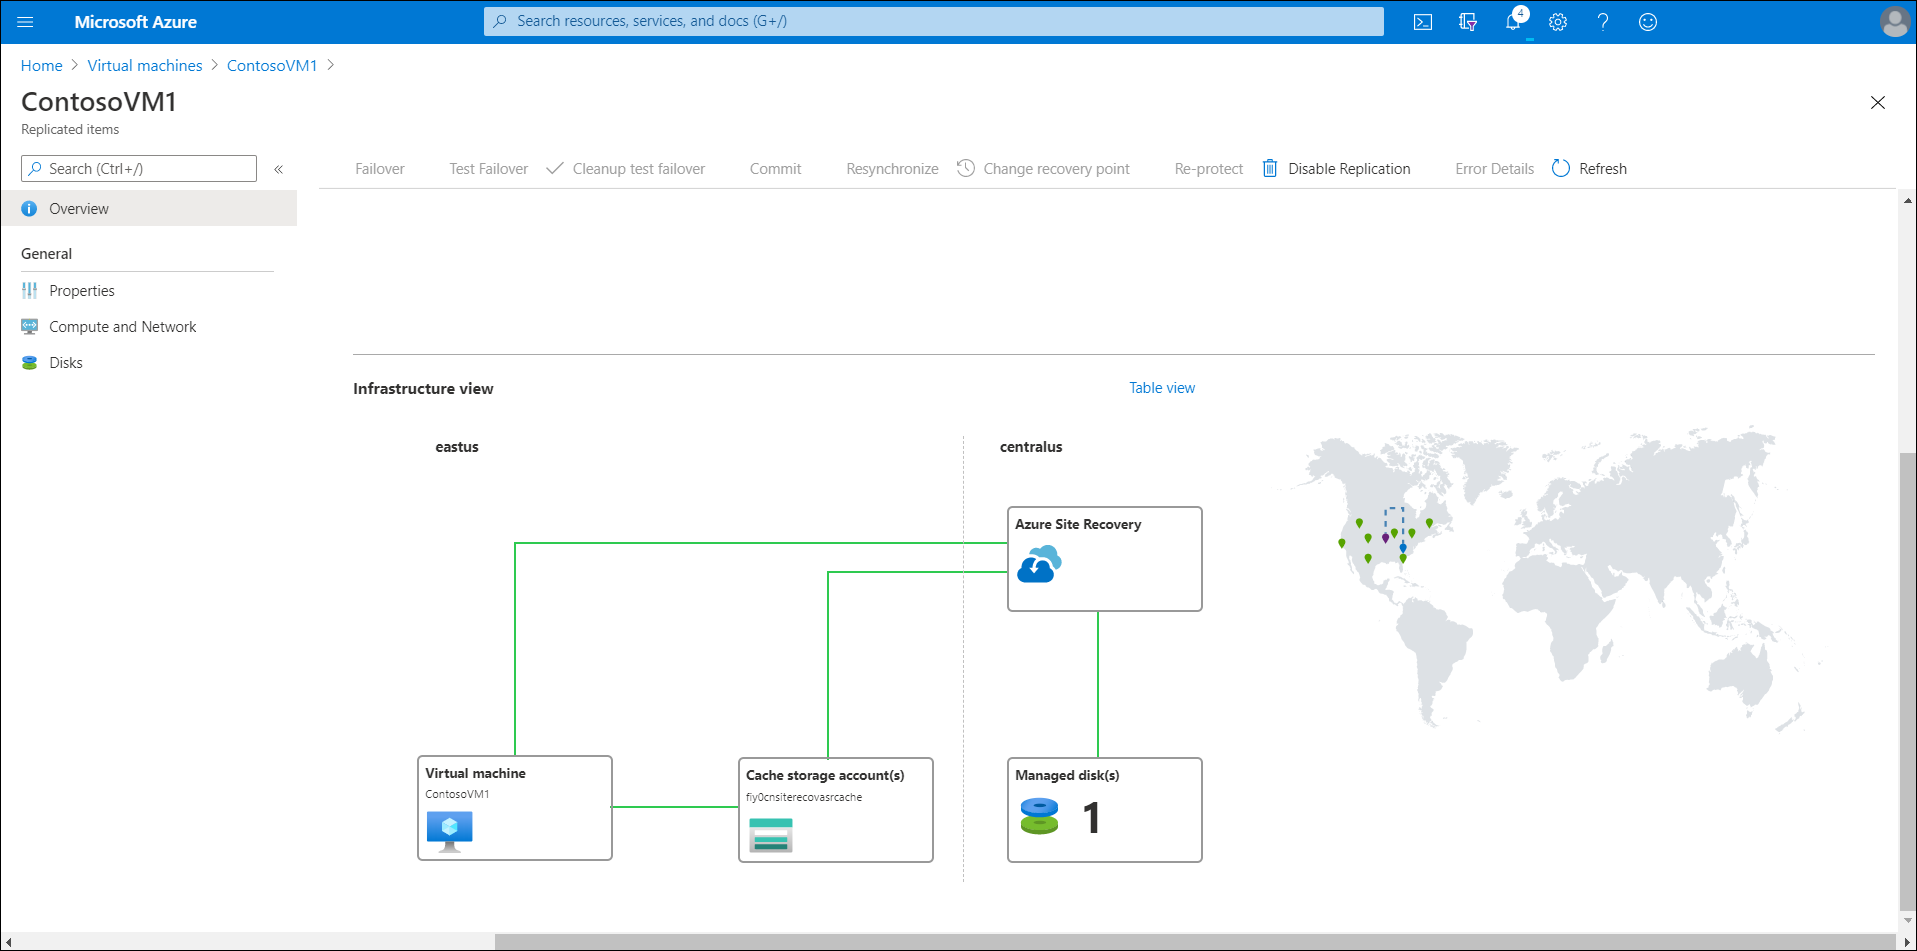 Microsoft Azure
Search resources, services, and docs (G+/)
4
Home > Virtual machines > ContosoVM1 >
ContosoVM1
Replicated items
Search (Ctrl+/)
«
Failover
Test Failover
Cleanup test failover
Commit
Resynchronize
Change recovery point
Re-protect
Disable Replication
Error Details
Refresh
Overview
General
Properties
Compute and Network
Disks
Infrastructure view
Table view
eastus
centralus
Azure Site Recovery
Virtual machine
ContosoVM1
Cache storage account(s)
fiy0cnsiterecovasrcache
Managed disk(s)
1